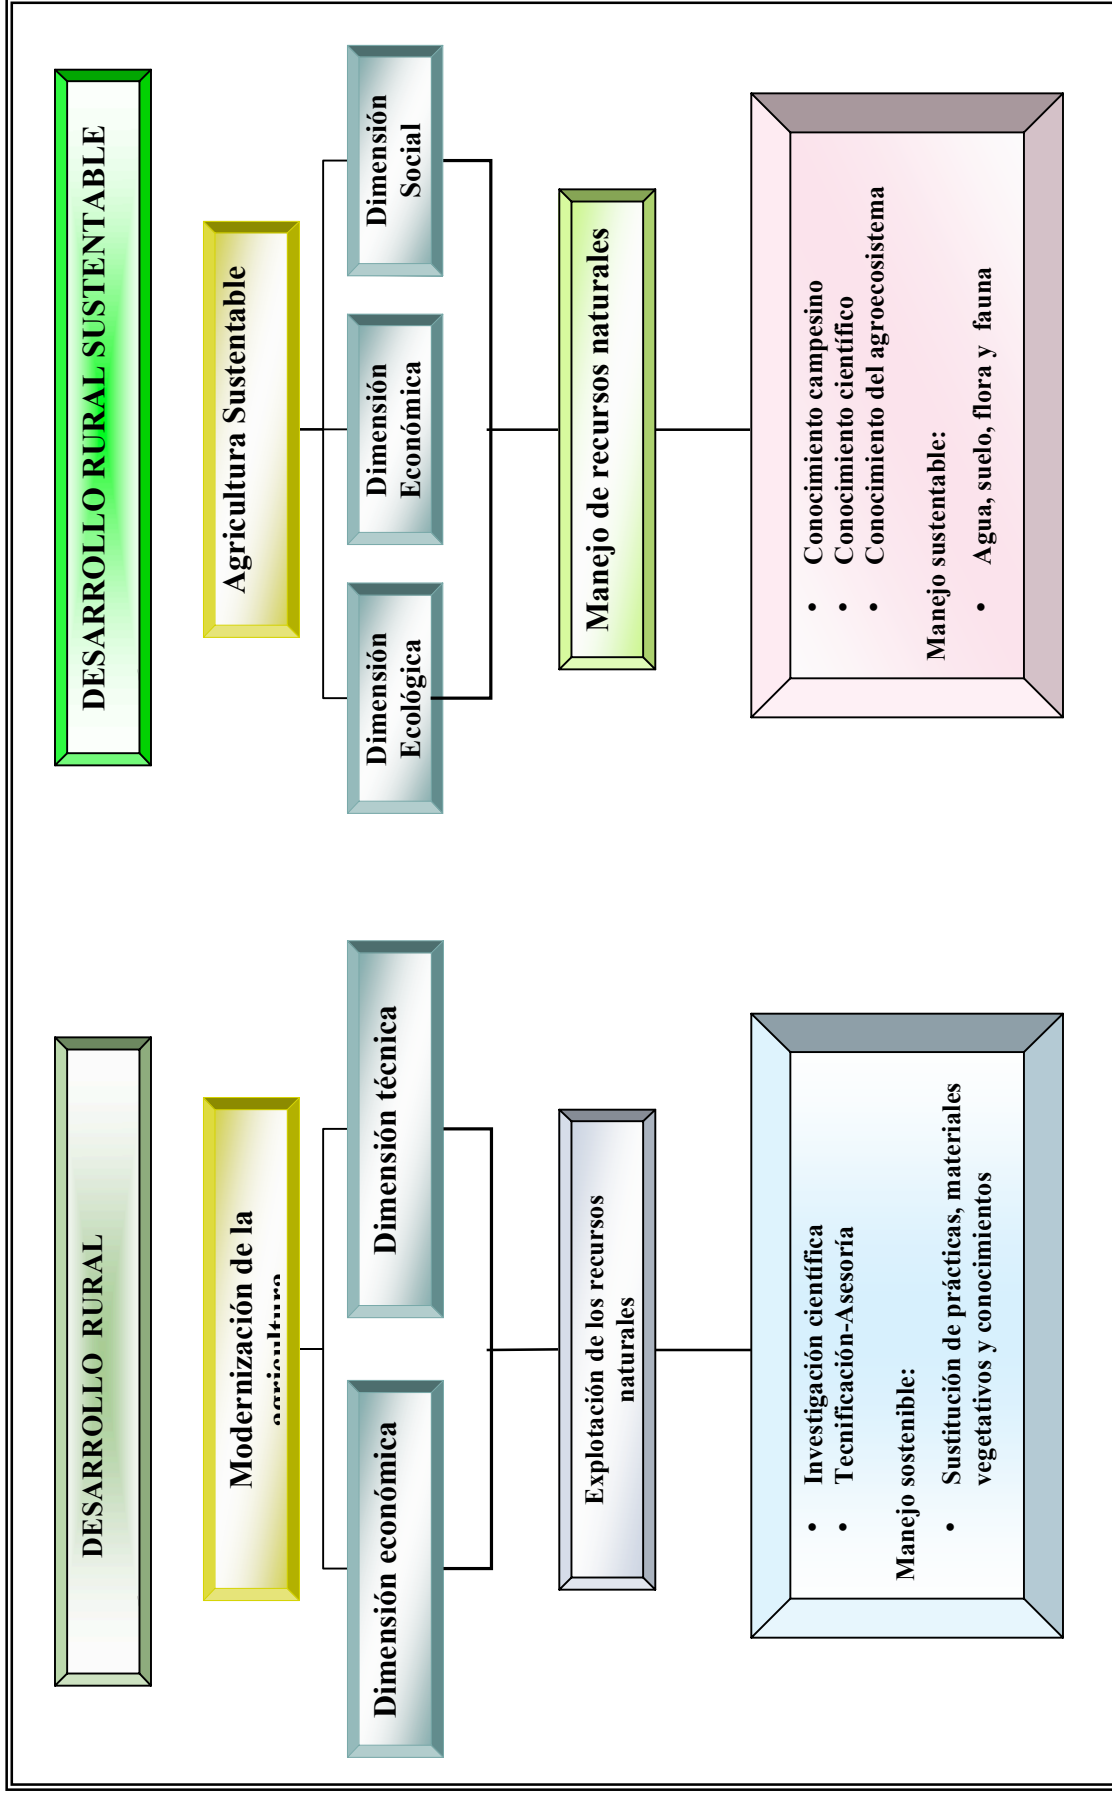 DESARROLLO  RURAL
Modernización de la
agricultura
Dimensión económica
Dimensión técnica
Explotación de los recursos
naturales
• Investigación científica
• Tecnificación-Asesoría
Manejo sostenible:
• Sustitución de prácticas, materiales
vegetativos y conocimientos
DESARROLLO RURAL SUSTENTABLE
Agricultura Sustentable
Dimensión
Ecológica
Dimensión
Económica
Dimensión
Social
Manejo de recursos naturales
• Conocimiento campesino
• Conocimiento científico
• Conocimiento del agroecosistema
Manejo sustentable:
• Agua, suelo, flora y  fauna